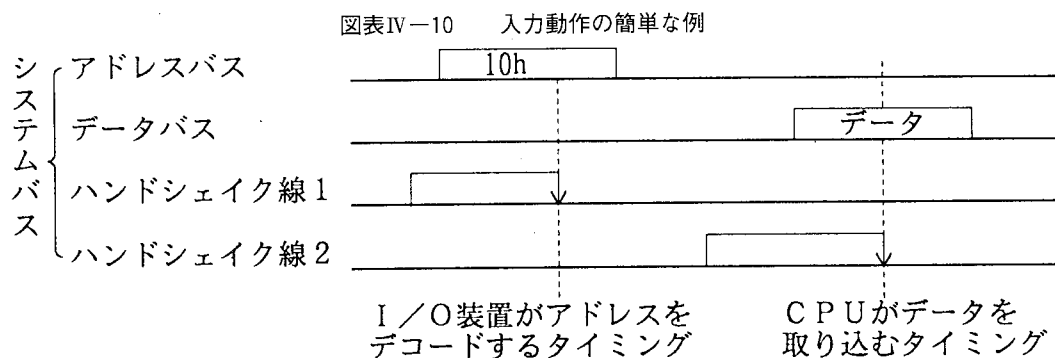 図表Ⅳ－10　入力動作の簡単な例
システムバス
アドレスバス
10h
データバス
データ
ハンドシェイク線1
ハンドシェイク線2
Ｉ／Ｏ装置がアドレスを
デコードするタイミング
ＣＰＵがデータを
取り込むタイミング